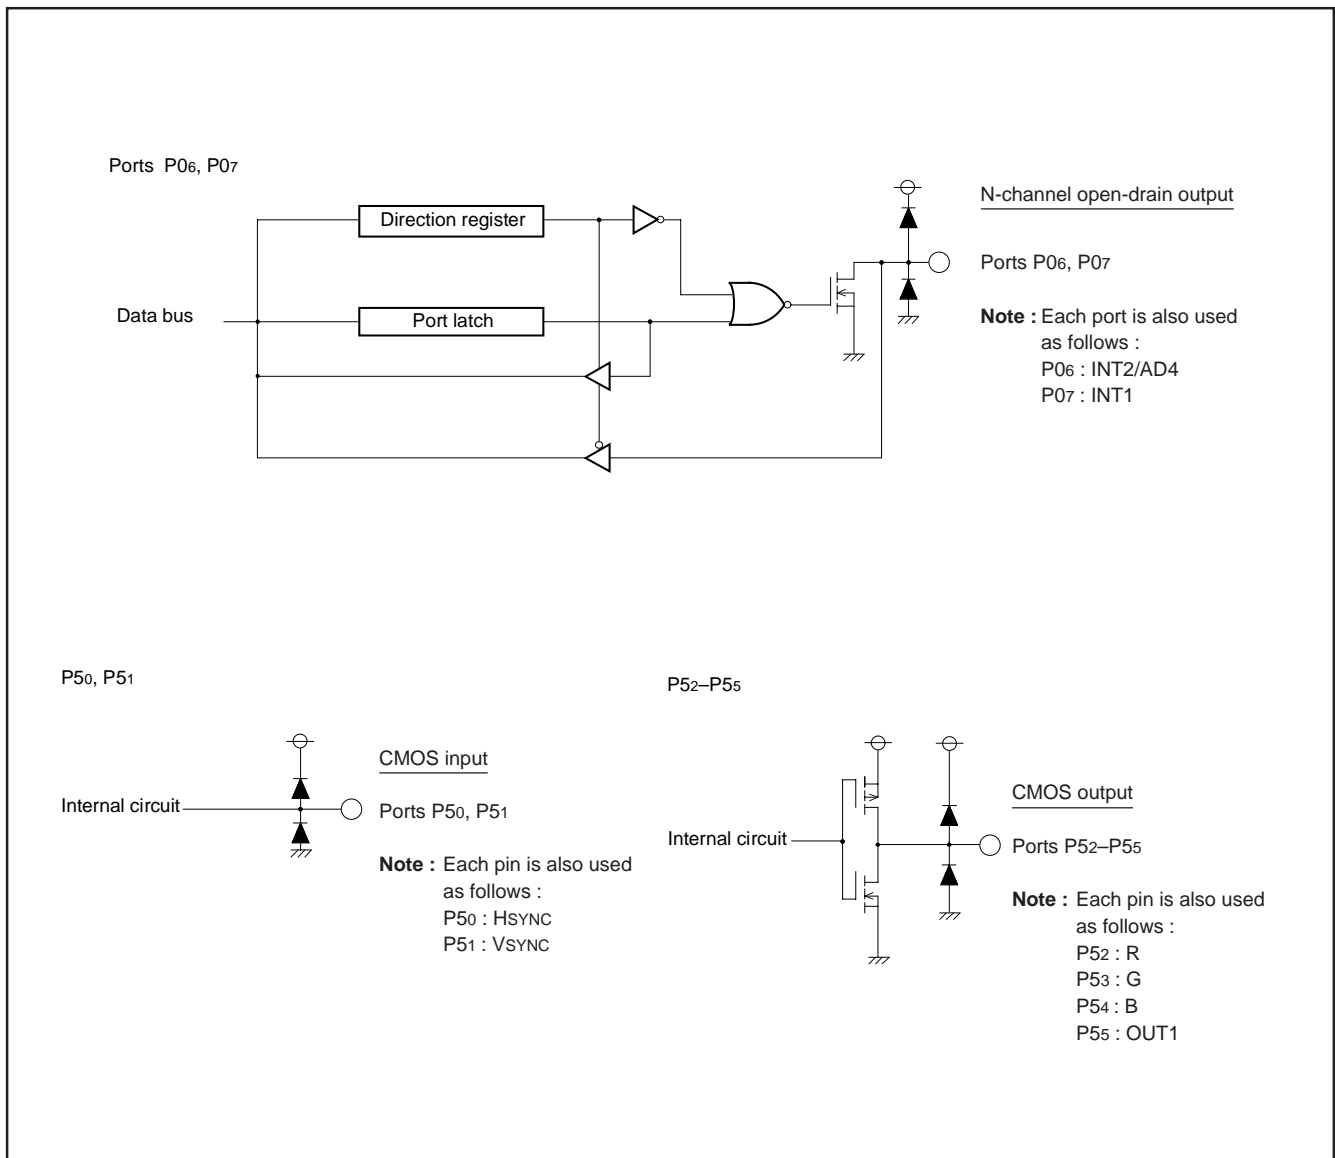 Ports P06, P07
Direction register
Data bus
Port latch
N-channel open-drain output
Ports P06, P07
Note : Each port is also used
as follows :
P06 : INT2/AD4
P07 : INT1
P50, P51
Internal circuit
CMOS input
Ports P50, P51
Note : Each pin is also used
as follows :
P50 : HSYNC
P51 : VSYNC
P52–P55
Internal circuit
CMOS output
Ports P52–P55
Note : Each pin is also used
as follows :
P52 : R
P53 : G
P54 : B
P55 : OUT1